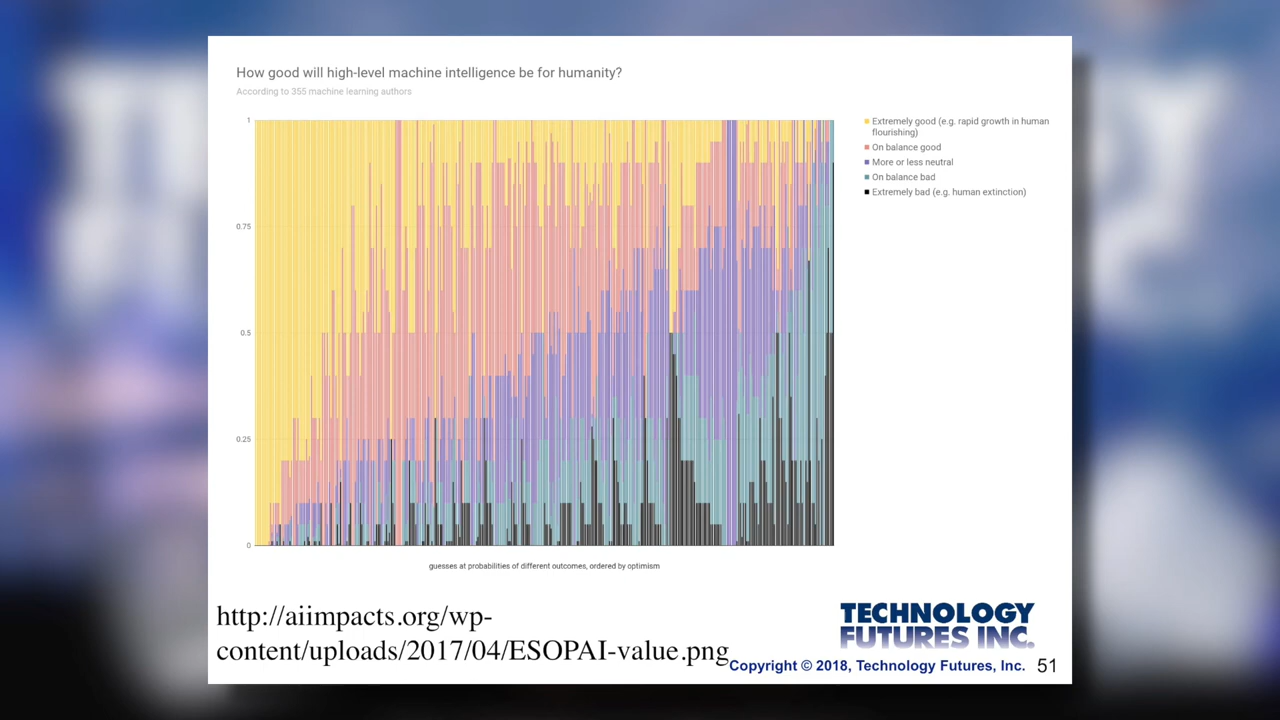 How good will high-level machine intelligence be for humanity?
According to 355 machine learning authors
1
0.75
0.5
0.25
0
Extremely good (e.g. rapid growth in human
flourishing)
On balance good
More or less neutral
On balance bad
Extremely bad (e.g. human extinction)
guesses at probabilities of different outcomes, ordered by optimism
http://aiimpacts.org/wp-
content/uploads/2017/04/ESOPAI-value.png
TECHNOLOGY
FUTURES INC.
Copyright © 2018, Technology Futures, Inc. 51